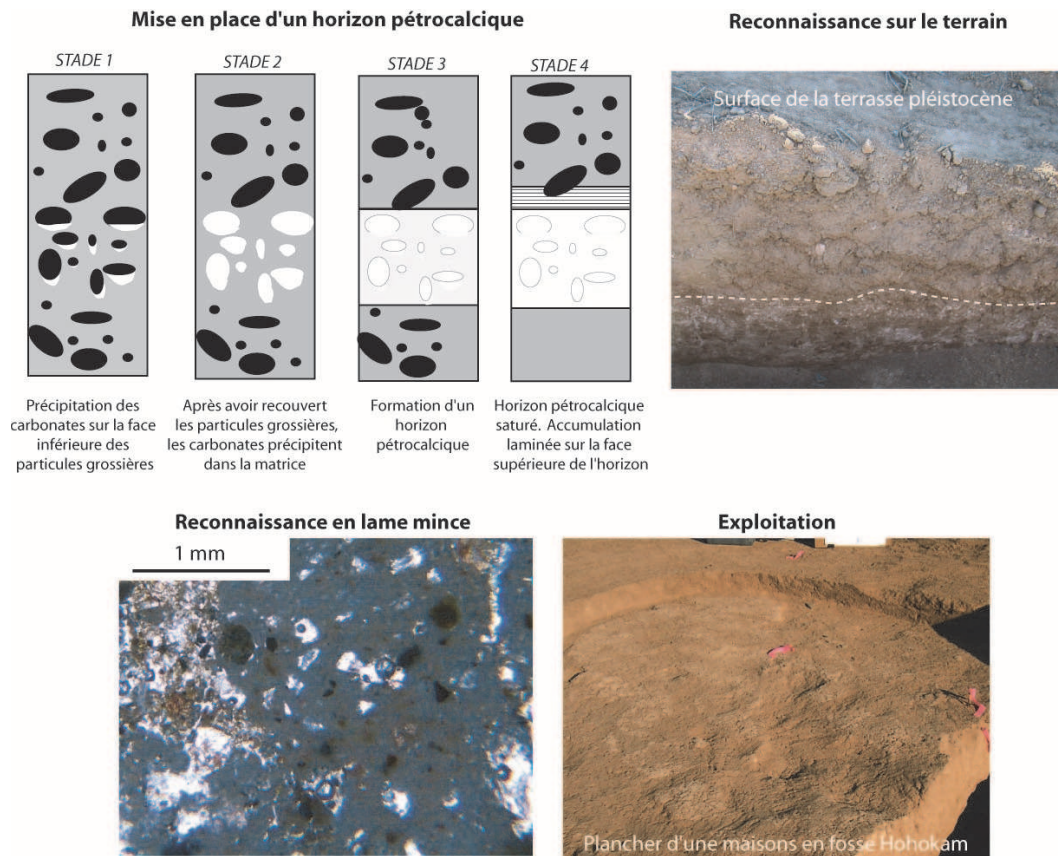 Mise en place d'un horizon pétrocalcique
Reconnaissance sur le terrain
STADE 1
STADE 2
STADE 3
STADE 4
Surface de la terrasse pléistocène
Précipitation des
carbonates sur la face
inférieure des
particules grossières
Après avoir recouvert
les particules grossières,
les carbonates précipitent
dans la matrice
Formation d'un
horizon
pétrocalcique
Horizon pétrocalcique
saturé. Accumulation
laminée sur la face
supérieure de l'horizon
Reconnaissance en lame mince
Exploitation
1 mm
Plancher d'une maisons en fosse Hohokam